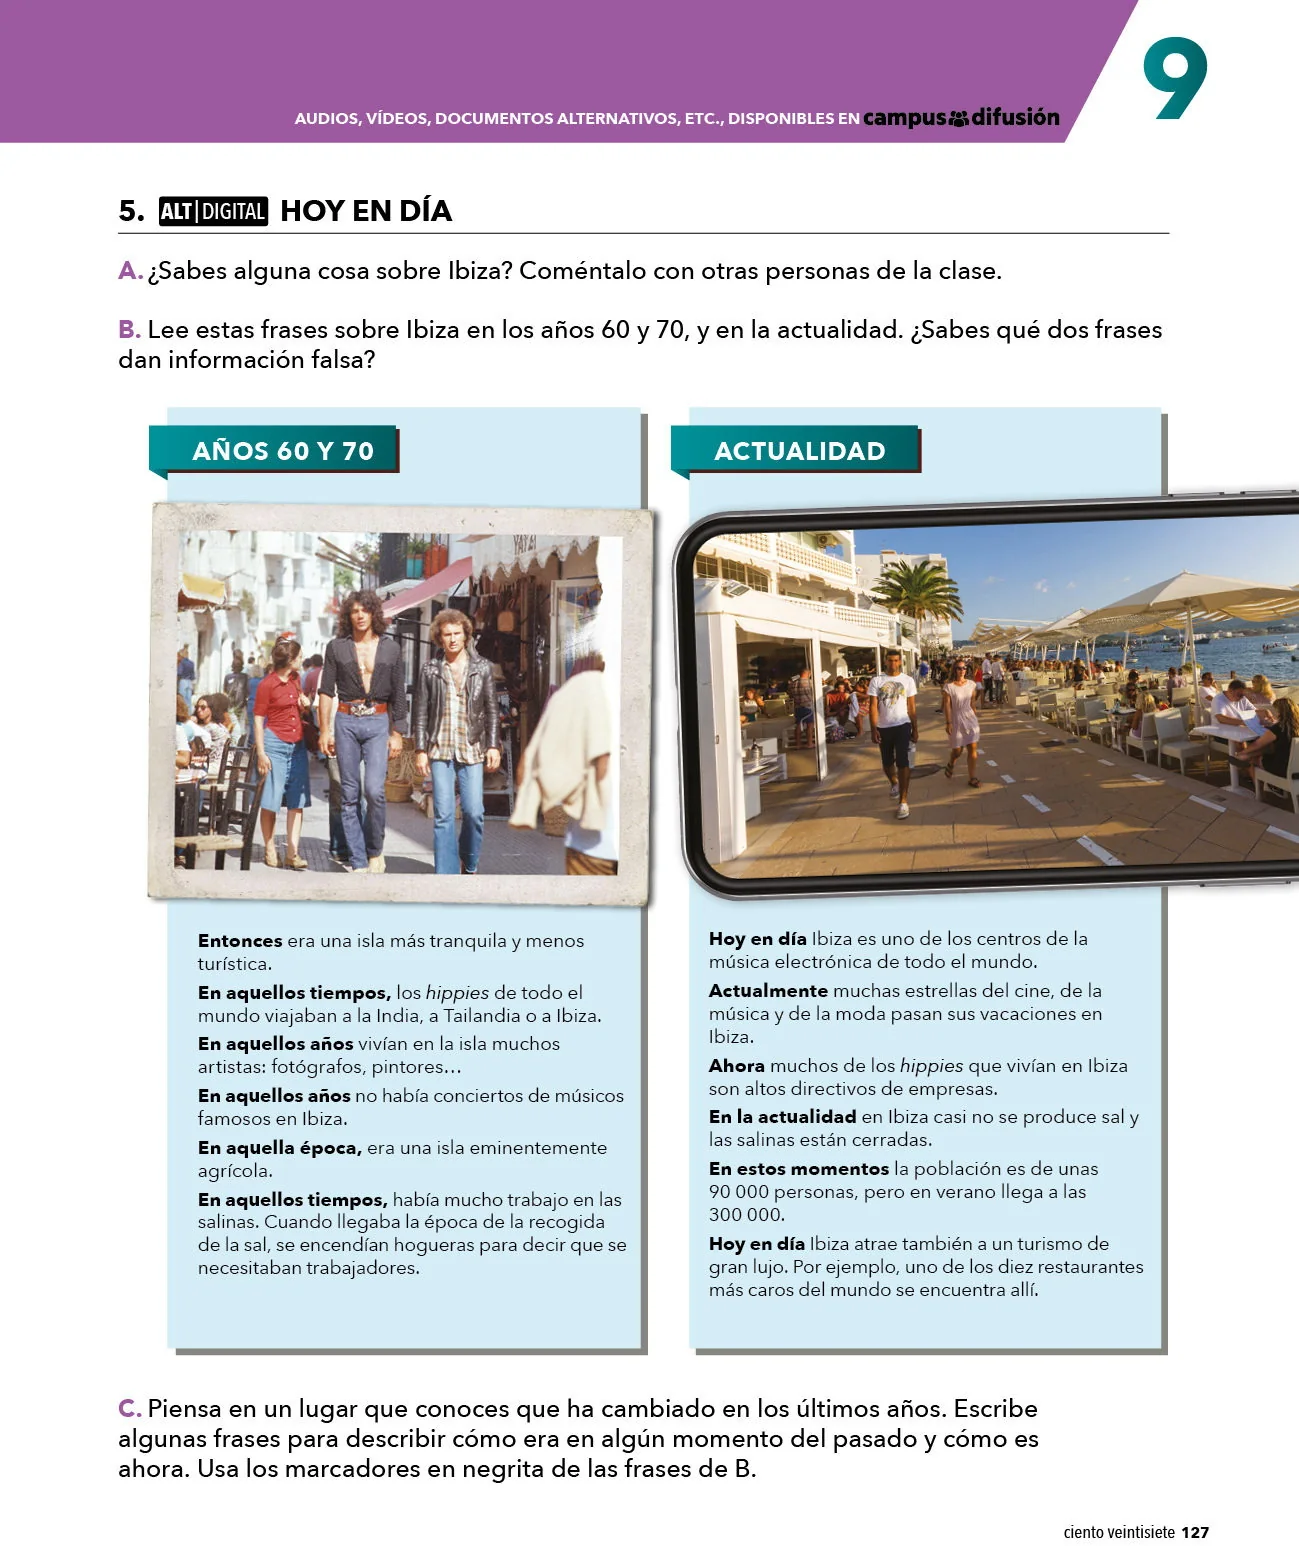 AUDIOS, VÍDEOS, DOCUMENTOS ALTERNATIVOS, ETC., DISPONIBLES EN campus difusión
9
5. ALT|DIGITAL HOY EN DÍA
A. ¿Sabes alguna cosa sobre Ibiza? Coméntalo con otras personas de la clase.
B. Lee estas frases sobre Ibiza en los años 60 y 70, y en la actualidad. ¿Sabes qué dos frases
dan información falsa?
AÑOS 60 Y 70
Entonces era una isla más tranquila y menos
turística.
En aquellos tiempos, los hippies de todo el
mundo viajaban a la India, a Tailandia o a Ibiza.
En aquellos años vivían en la isla muchos
artistas: fotógrafos, pintores…
En aquellos años no había conciertos de músicos
famosos en Ibiza.
En aquella época, era una isla eminentemente
agrícola.
En aquellos tiempos, había mucho trabajo en las
salinas. Cuando llegaba la época de la recogida
de la sal, se encendían hogueras para decir que se
necesitaban trabajadores.
ACTUALIDAD
Hoy en día Ibiza es uno de los centros de la
música electrónica de todo el mundo.
Actualmente muchas estrellas del cine, de la
música y de la moda pasan sus vacaciones en
Ibiza.
Ahora muchos de los hippies que vivían en Ibiza
son altos directivos de empresas.
En la actualidad en Ibiza casi no se produce sal y
las salinas están cerradas.
En estos momentos la población es de unas
90 000 personas, pero en verano llega a las
300 000.
Hoy en día Ibiza atrae también a un turismo de
gran lujo. Por ejemplo, uno de los diez restaurantes
más caros del mundo se encuentra allí.
C. Piensa en un lugar que conoces que ha cambiado en los últimos años. Escribe
algunas frases para describir cómo era en algún momento del pasado y cómo es
ahora. Usa los marcadores en negrita de las frases de B.
ciento veintisiete 127